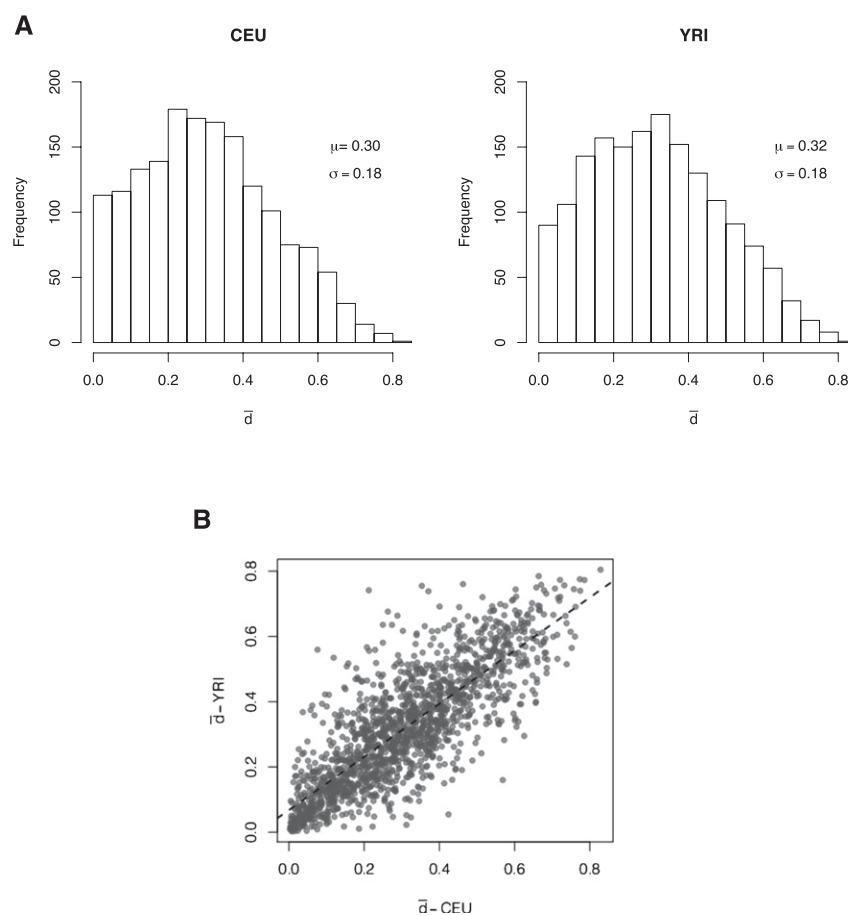 A
CEU
YRI
200
150
100
50
0
Frequency
μ= 0.30
σ = 0.18
0.0 0.2 0.4 0.6 0.8
d̅
200
150
100
50
0
Frequency
μ = 0.32
σ = 0.18
0.0 0.2 0.4 0.6 0.8
d̅
B
0.8
0.6
0.4
0.2
0.0
d̅ – YRI
0.0 0.2 0.4 0.6 0.8
d̅ – CEU